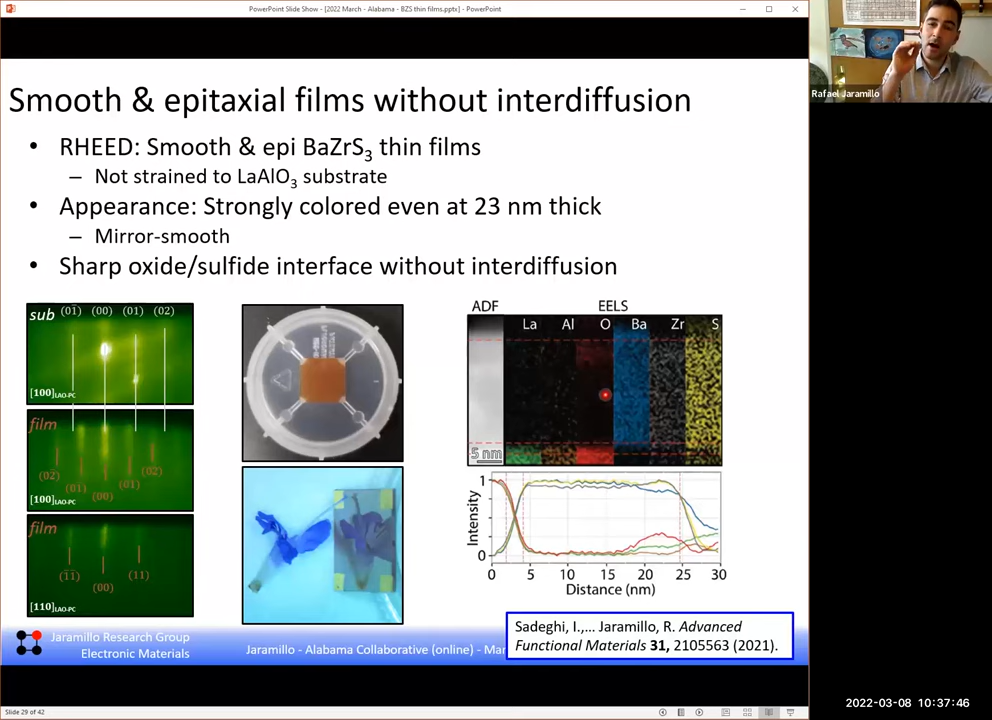 PowerPoint Slide Show - [2022 March - Alabama - BZS thin films.pptx] - PowerPoint
Rafael Jaramillo
Smooth & epitaxial films without interdiffusion
• RHEED: Smooth & epi BaZrS3 thin films
– Not strained to LaAlO3 substrate
• Appearance: Strongly colored even at 23 nm thick
– Mirror-smooth
• Sharp oxide/sulfide interface without interdiffusion
sub (01̄) (00) (01) (02)
[100]LAO-PC
film
(02̄) (01) (00) (01) (02)
[100]LAO-PC
film
(1̄1̄) (00) (11)
[110]LAO-PC
ADF EELS
La Al O Ba Zr S
5 nm
1
Intensity
0
0 5 10 15 20 25 30
Distance (nm)
Sadeghi, I.,... Jaramillo, R. Advanced
Functional Materials 31, 2105563 (2021).
Jaramillo Research Group
Electronic Materials
Jaramillo - Alabama Collaborative (online) - Mar
Slide 29 of 42
2022-03-08 10:37:46